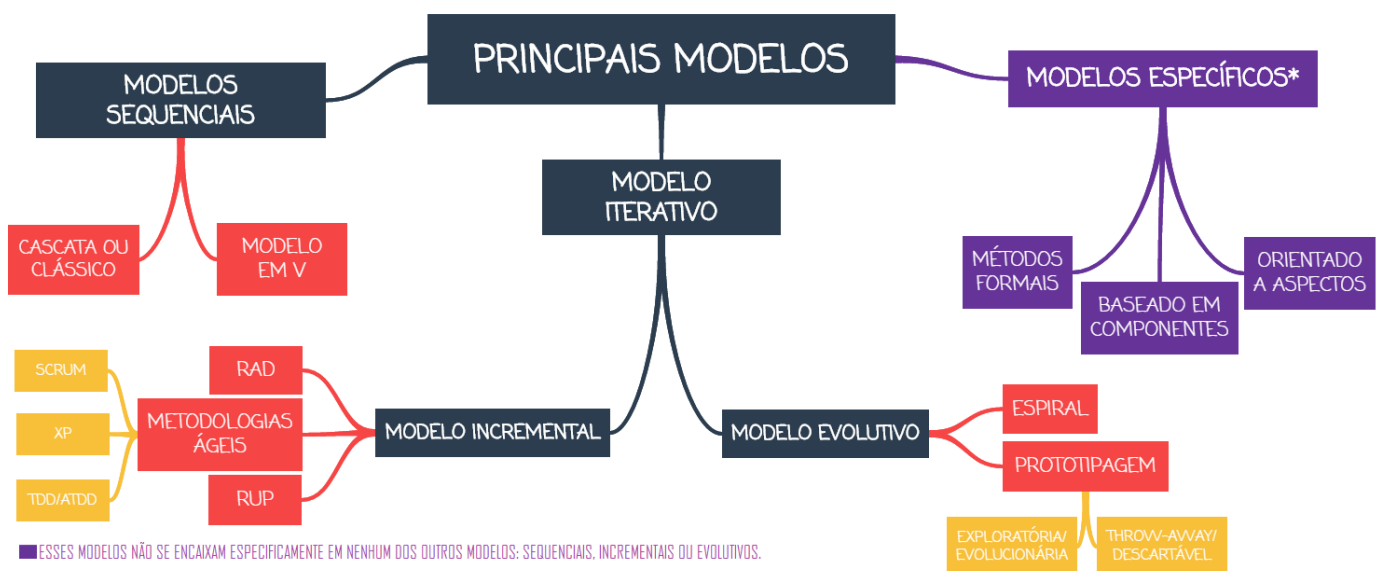 PRINCIPAIS MODELOS
MODELOS
SEQUENCIAIS
MODELOS ESPECÍFICOS*
MODELO
ITERATIVO
CASCATA OU
CLÁSSICO
MODELO
EM V
MÉTODOS
FORMAIS
BASEADO EM
COMPONENTES
ORIENTADO
A ASPECTOS
SCRUM
XP
TDD/ATDD
RAD
METODOLOGIAS
ÁGEIS
RUP
MODELO INCREMENTAL
MODELO EVOLUTIVO
ESPIRAL
PROTOTIPAGEM
EXPLORATÓRIA/
EVOLUCIONÁRIA
THROW-AWAY/
DESCARTÁVEL
ESSES MODELOS NÃO SE ENCAIXAM ESPECIFICAMENTE EM NENHUM DOS OUTROS MODELOS: SEQUENCIAIS, INCREMENTAIS OU EVOLUTIVOS.